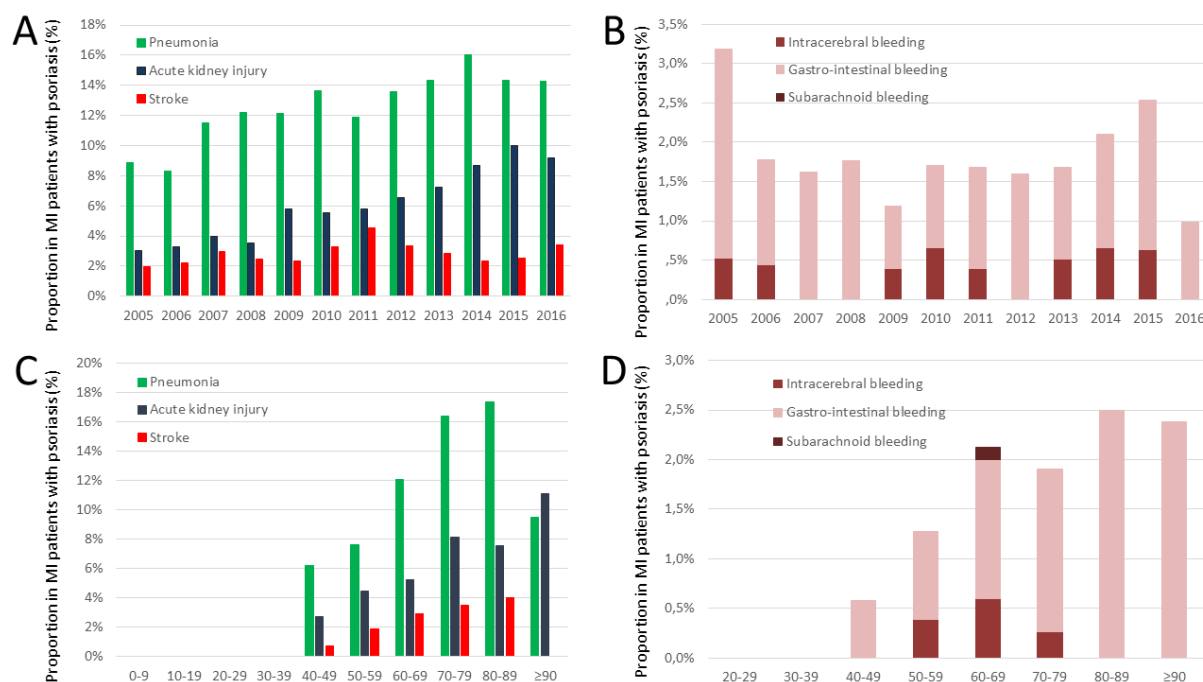 A
Proportion in MI patients with psoriasis (%)
18%
16%
14%
12%
10%
8%
6%
4%
2%
0%
Pneumonia
Acute kidney injury
Stroke
2005 2006 2007 2008 2009 2010 2011 2012 2013 2014 2015 2016
B
Proportion in MI patients with psoriasis (%)
3,5%
3,0%
2,5%
2,0%
1,5%
1,0%
,5%
,0%
Intracerebral bleeding
Gastro-intestinal bleeding
Subarachnoid bleeding
2005 2006 2007 2008 2009 2010 2011 2012 2013 2014 2015 2016
C
Proportion in MI patients with psoriasis (%)
20%
18%
16%
14%
12%
10%
8%
6%
4%
2%
0%
Pneumonia
Acute kidney injury
Stroke
0-9 10-19 20-29 30-39 40-49 50-59 60-69 70-79 80-89 ≥90
D
Proportion in MI patients with psoriasis (%)
3,0%
2,5%
2,0%
1,5%
1,0%
0,5%
0,0%
Intracerebral bleeding
Gastro-intestinal bleeding
Subarachnoid bleeding
20-29 30-39 40-49 50-59 60-69 70-79 80-89 ≥90